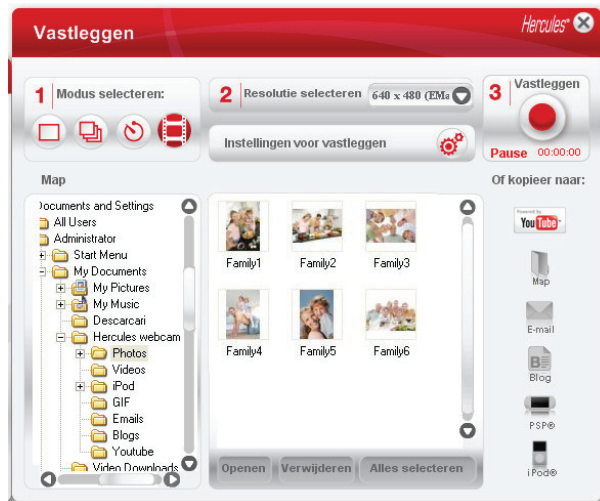 Vastleggen
Hercules®
1 Modus selecteren:
2 Resolutie selecteren 640 x 480 (EMa
Instellingen voor vastleggen
3 Vastleggen
Pause 00:00:00
Map
Documents and Settings
All Users
Administrator
Start Menu
My Documents
My Pictures
My Music
Descarcari
Hercules webcam
Photos
Videos
iPod
GIF
Emails
Blogs
Youtube
Video Downloads
Family1 Family2 Family3
Family4 Family5 Family6
Openen Verwijderen Alles selecteren
Of kopieer naar:
Powered by
YouTube
Map
E-mail
B
Blog
PSP®
iPod®